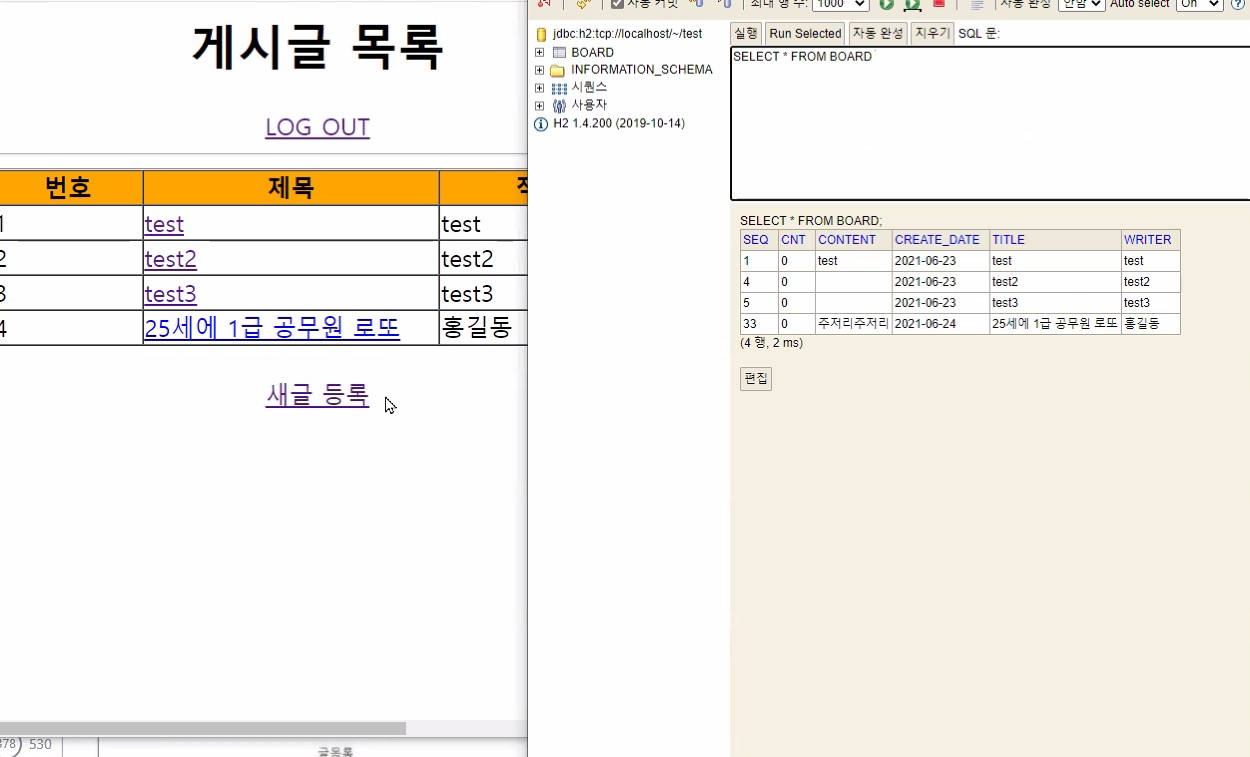 게시글 목록
LOG OUT
번호 제목
1 test test
2 test2 test2
3 test3 test3
4 25세에 1급 공무원 로또 홍길동
새글 등록
378 530
글목록
자동 커밋 최대 행 수: 1000 자동 완성 안함 Auto select On
jdbc:h2:tcp://localhost/~/test
BOARD
INFORMATION_SCHEMA
시퀀스
사용자
H2 1.4.200 (2019-10-14)
실행 Run Selected 자동 완성 지우기 SQL 문:
SELECT * FROM BOARD
SELECT * FROM BOARD;
SEQ CNT CONTENT CREATE_DATE TITLE WRITER
1 0 test 2021-06-23 test test
4 0 2021-06-23 test2 test2
5 0 2021-06-23 test3 test3
33 0 주저리주저리 2021-06-24 25세에 1급 공무원 로또 홍길동
(4 행, 2 ms)
편집